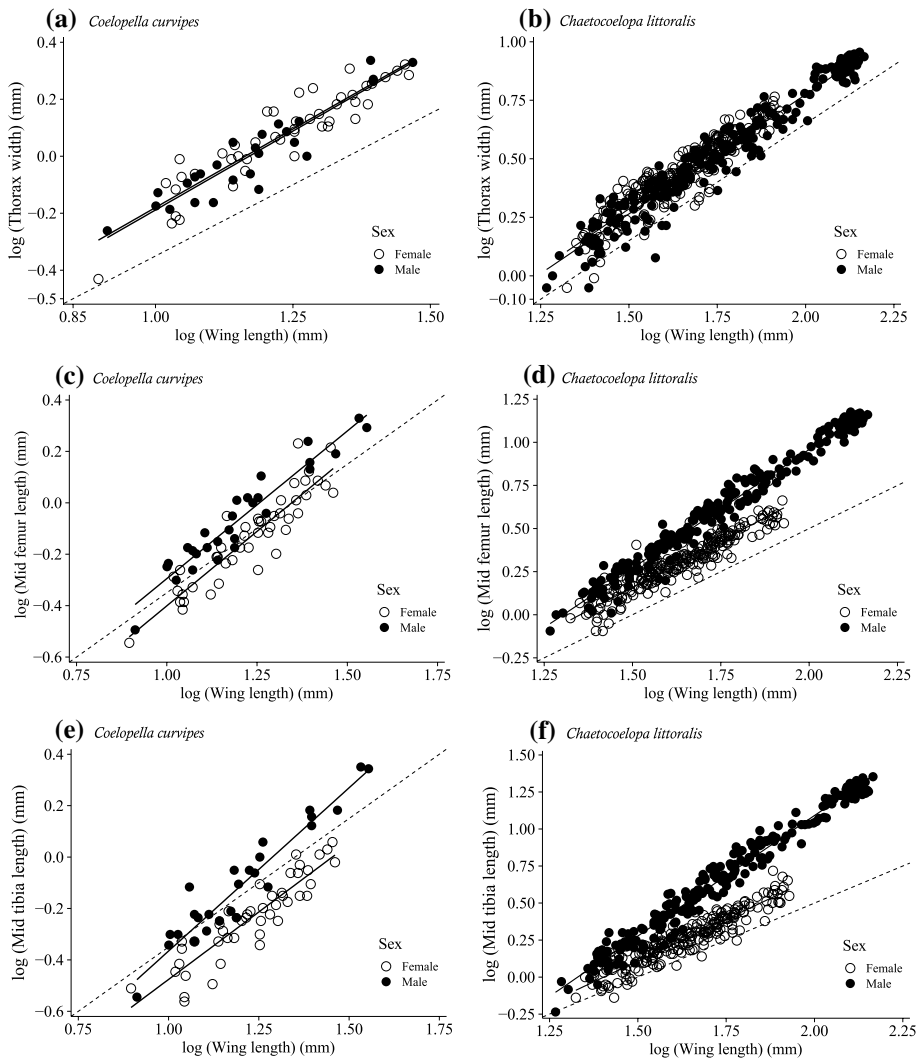 (a) Coelopella curvipes
0.4
0.2
0.0
−0.2
−0.4
−0.5
log (Thorax width) (mm)
Sex
Female
Male
0.85 1.00 1.25 1.50
log (Wing length) (mm)
(b) Chaetocoelopa littoralis
1.00
0.75
0.50
0.25
0.00
−0.10
log (Thorax width) (mm)
Sex
Female
Male
1.25 1.50 1.75 2.00 2.25
log (Wing length) (mm)
(c) Coelopella curvipes
0.4
0.2
0.0
−0.2
−0.4
−0.6
log (Mid femur length) (mm)
Sex
Female
Male
0.75 1.00 1.25 1.50 1.75
log (Wing length) (mm)
(d) Chaetocoelopa littoralis
1.25
1.00
0.75
0.50
0.25
0.00
−0.25
log (Mid femur length) (mm)
Sex
Female
Male
1.25 1.50 1.75 2.00 2.25
log (Wing length) (mm)
(e) Coelopella curvipes
0.4
0.2
0.0
−0.2
−0.4
−0.6
log (Mid tibia length) (mm)
Sex
Female
Male
0.75 1.00 1.25 1.50 1.75
log (Wing length) (mm)
(f) Chaetocoelopa littoralis
1.50
1.25
1.00
0.75
0.50
0.25
0.00
−0.25
log (Mid tibia length) (mm)
Sex
Female
Male
1.25 1.50 1.75 2.00 2.25
log (Wing length) (mm)